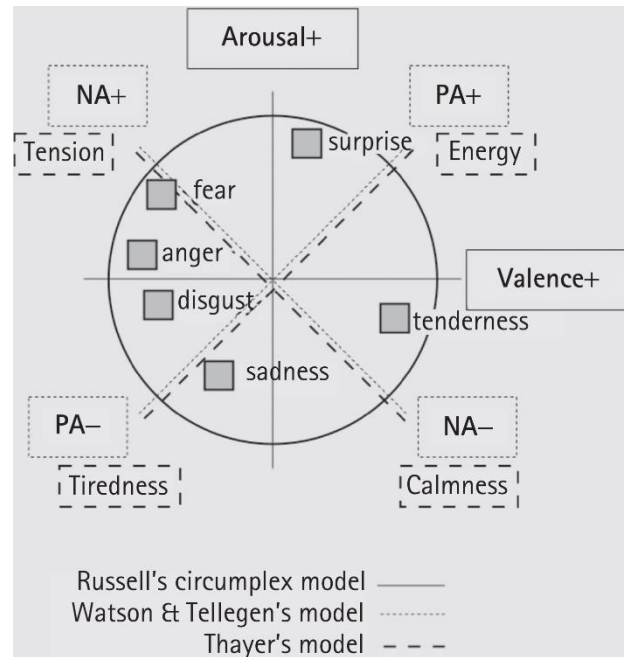 Arousal+
NA+
PA+
Tension
Energy
surprise
fear
anger
Valence+
disgust
tenderness
sadness
PA–
NA–
Tiredness
Calmness
Russell's circumplex model
Watson & Tellegen's model
Thayer's model